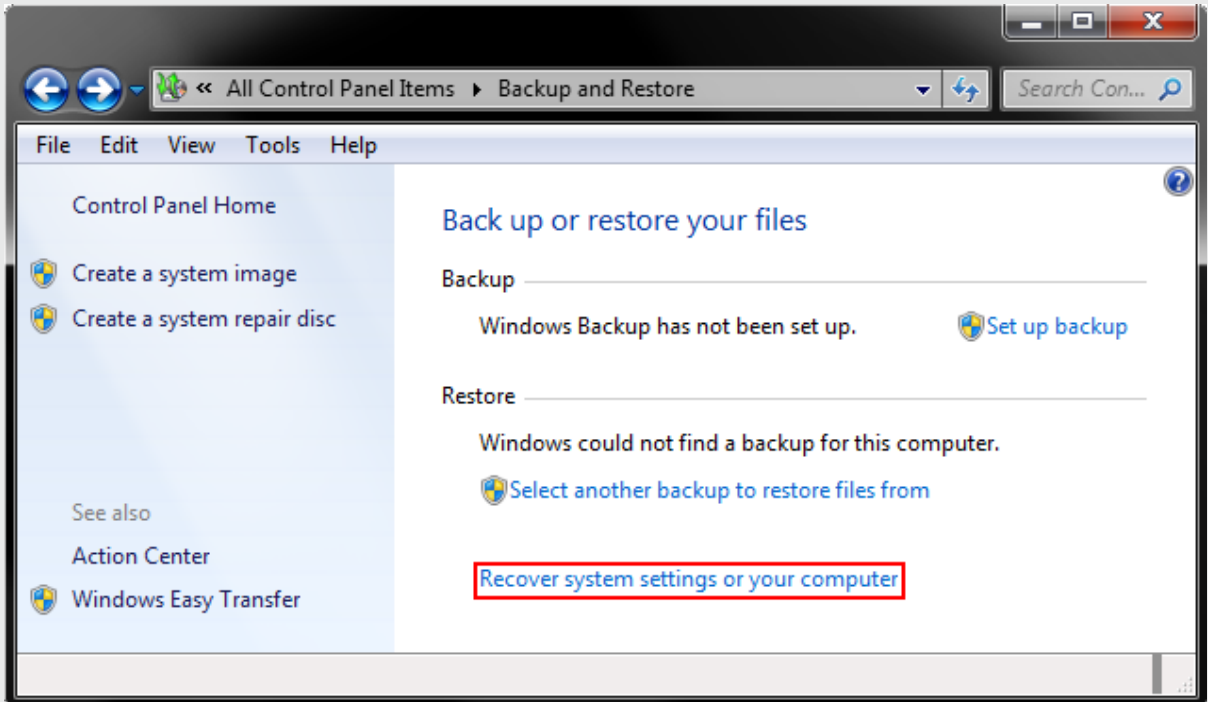 « All Control Panel Items ▸ Backup and Restore
Search Con...
File Edit View Tools Help
Control Panel Home
Create a system image
Create a system repair disc
See also
Action Center
Windows Easy Transfer
Back up or restore your files
Backup
Windows Backup has not been set up.
Set up backup
Restore
Windows could not find a backup for this computer.
Select another backup to restore files from
Recover system settings or your computer